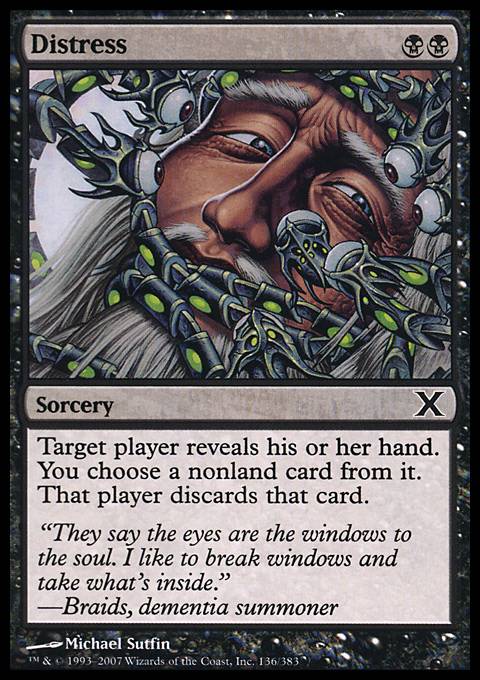 Distress
Sorcery
X
Target player reveals his or her hand.
You choose a nonland card from it.
That player discards that card.
“They say the eyes are the windows to
the soul. I like to break windows and
take what’s inside.”
—Braids, dementia summoner
Michael Sutfin
™ & © 1993–2007 Wizards of the Coast, Inc. 136/383